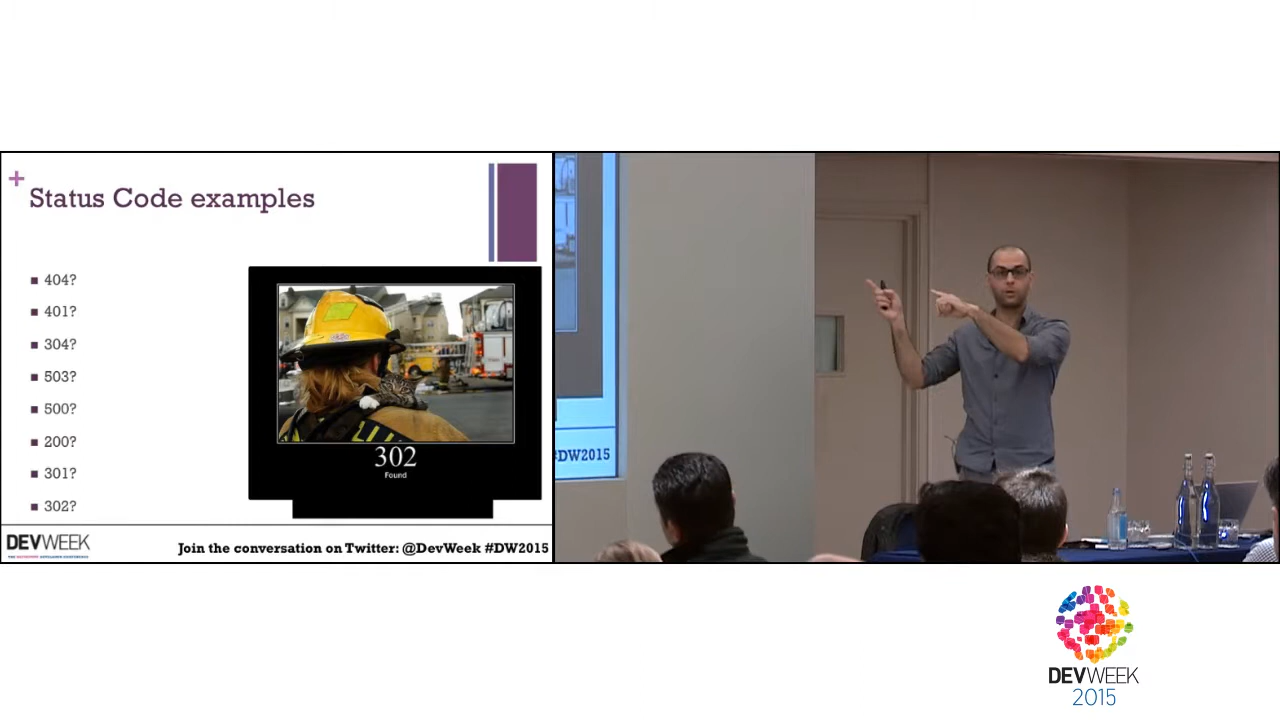 +
Status Code examples
404?
401?
304?
503?
500?
200?
301?
302?
302
Found
DEVWEEK
Join the conversation on Twitter: @DevWeek #DW2015
#DW2015
DEVWEEK
2015